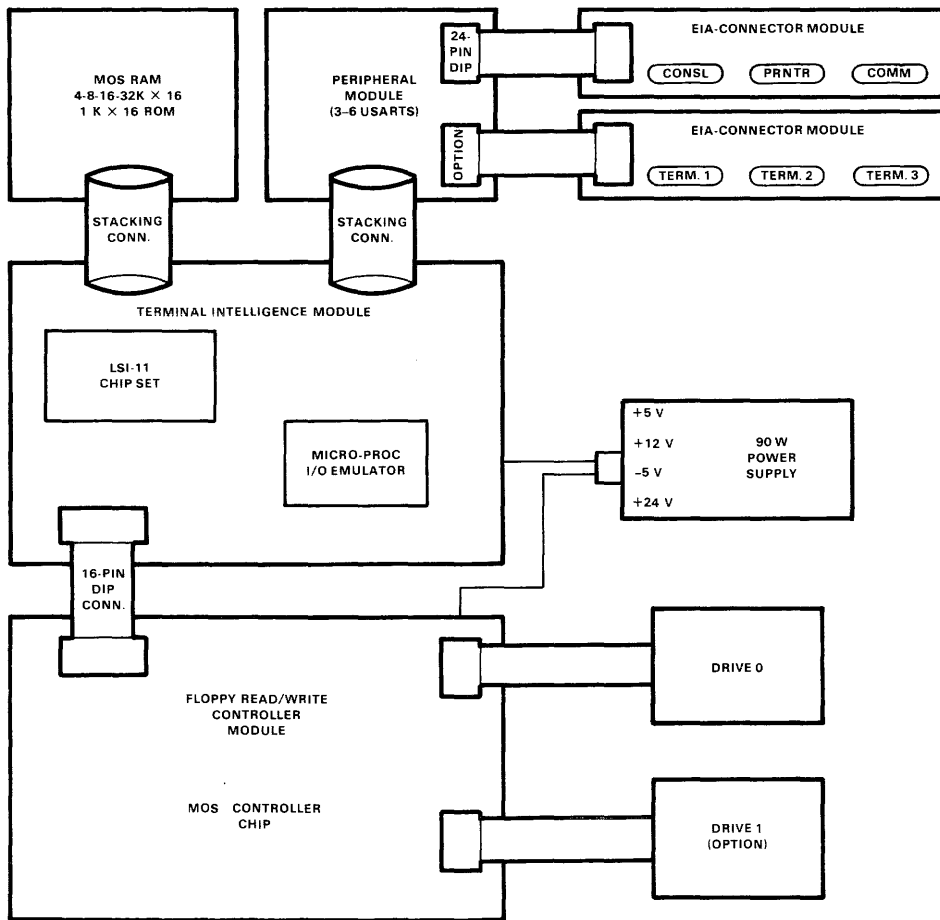 MOS RAM
4-8-16-32K × 16
1 K × 16 ROM
PERIPHERAL
MODULE
(3–6 USARTS)
24-
PIN
DIP
OPTION
EIA-CONNECTOR MODULE
CONSL
PRNTR
COMM
EIA-CONNECTOR MODULE
TERM. 1
TERM. 2
TERM. 3
STACKING
CONN.
STACKING
CONN.
TERMINAL INTELLIGENCE MODULE
LSI-11
CHIP SET
MICRO-PROC
I/O EMULATOR
+5 V
+12 V
–5 V
+24 V
90 W
POWER
SUPPLY
16-PIN
DIP
CONN.
FLOPPY READ/WRITE
CONTROLLER
MODULE
MOS CONTROLLER
CHIP
DRIVE 0
DRIVE 1
(OPTION)